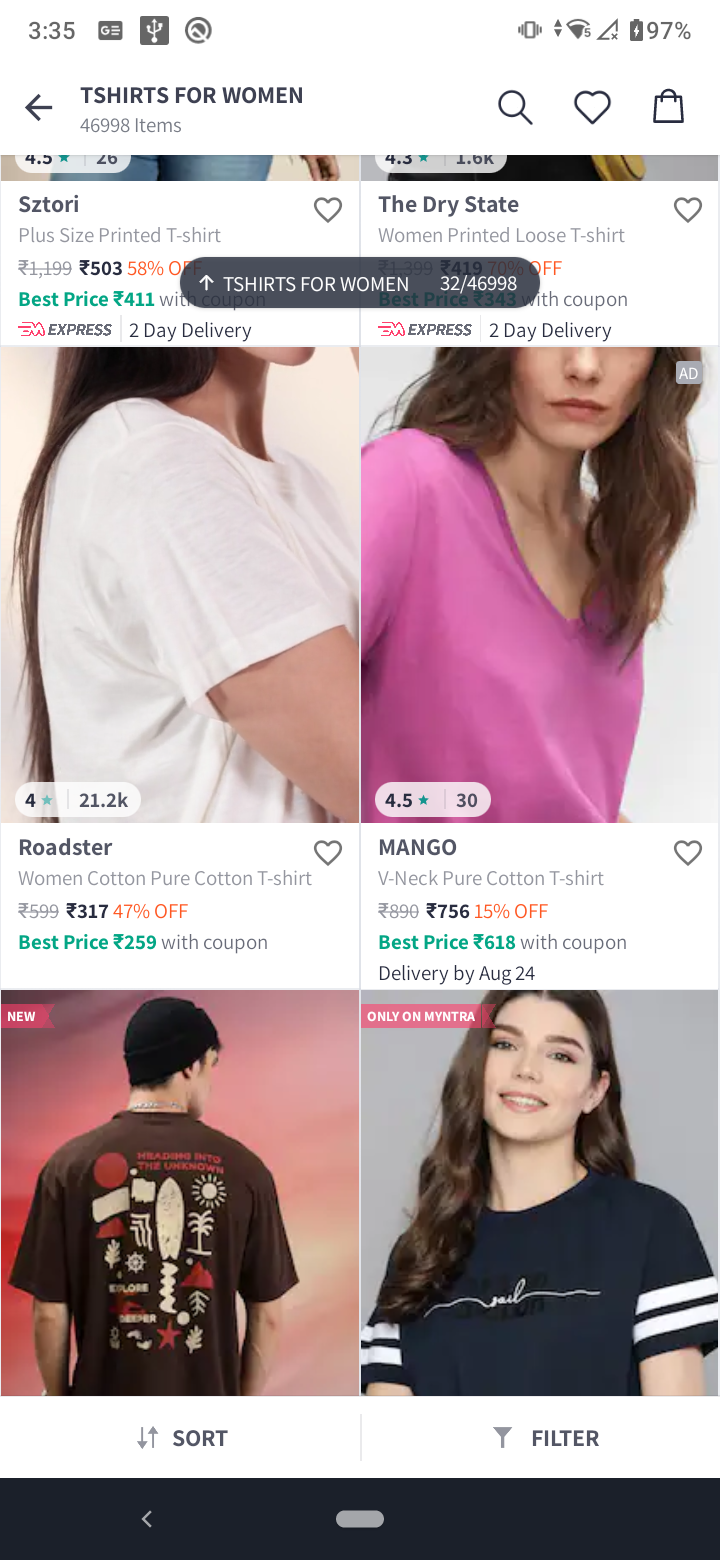 3:35
GE
5
97%
TSHIRTS FOR WOMEN
46998 Items
4.5 ★ | 26
4.3 ★ | 1.6k
Sztori
Plus Size Printed T-shirt
₹1,199 ₹503 58% OFF
Best Price ₹411 with coupon
EXPRESS | 2 Day Delivery
The Dry State
Women Printed Loose T-shirt
₹1,399 ₹419 70% OFF
Best Price ₹343 with coupon
EXPRESS | 2 Day Delivery
↑ TSHIRTS FOR WOMEN 32/46998
AD
4 ★ | 21.2k
4.5 ★ | 30
Roadster
Women Cotton Pure Cotton T-shirt
₹599 ₹317 47% OFF
Best Price ₹259 with coupon
MANGO
V-Neck Pure Cotton T-shirt
₹890 ₹756 15% OFF
Best Price ₹618 with coupon
Delivery by Aug 24
NEW
HEADING INTO
THE UNKNOWN
EXPLORE
DEEPER
ONLY ON MYNTRA
sail
SORT
FILTER